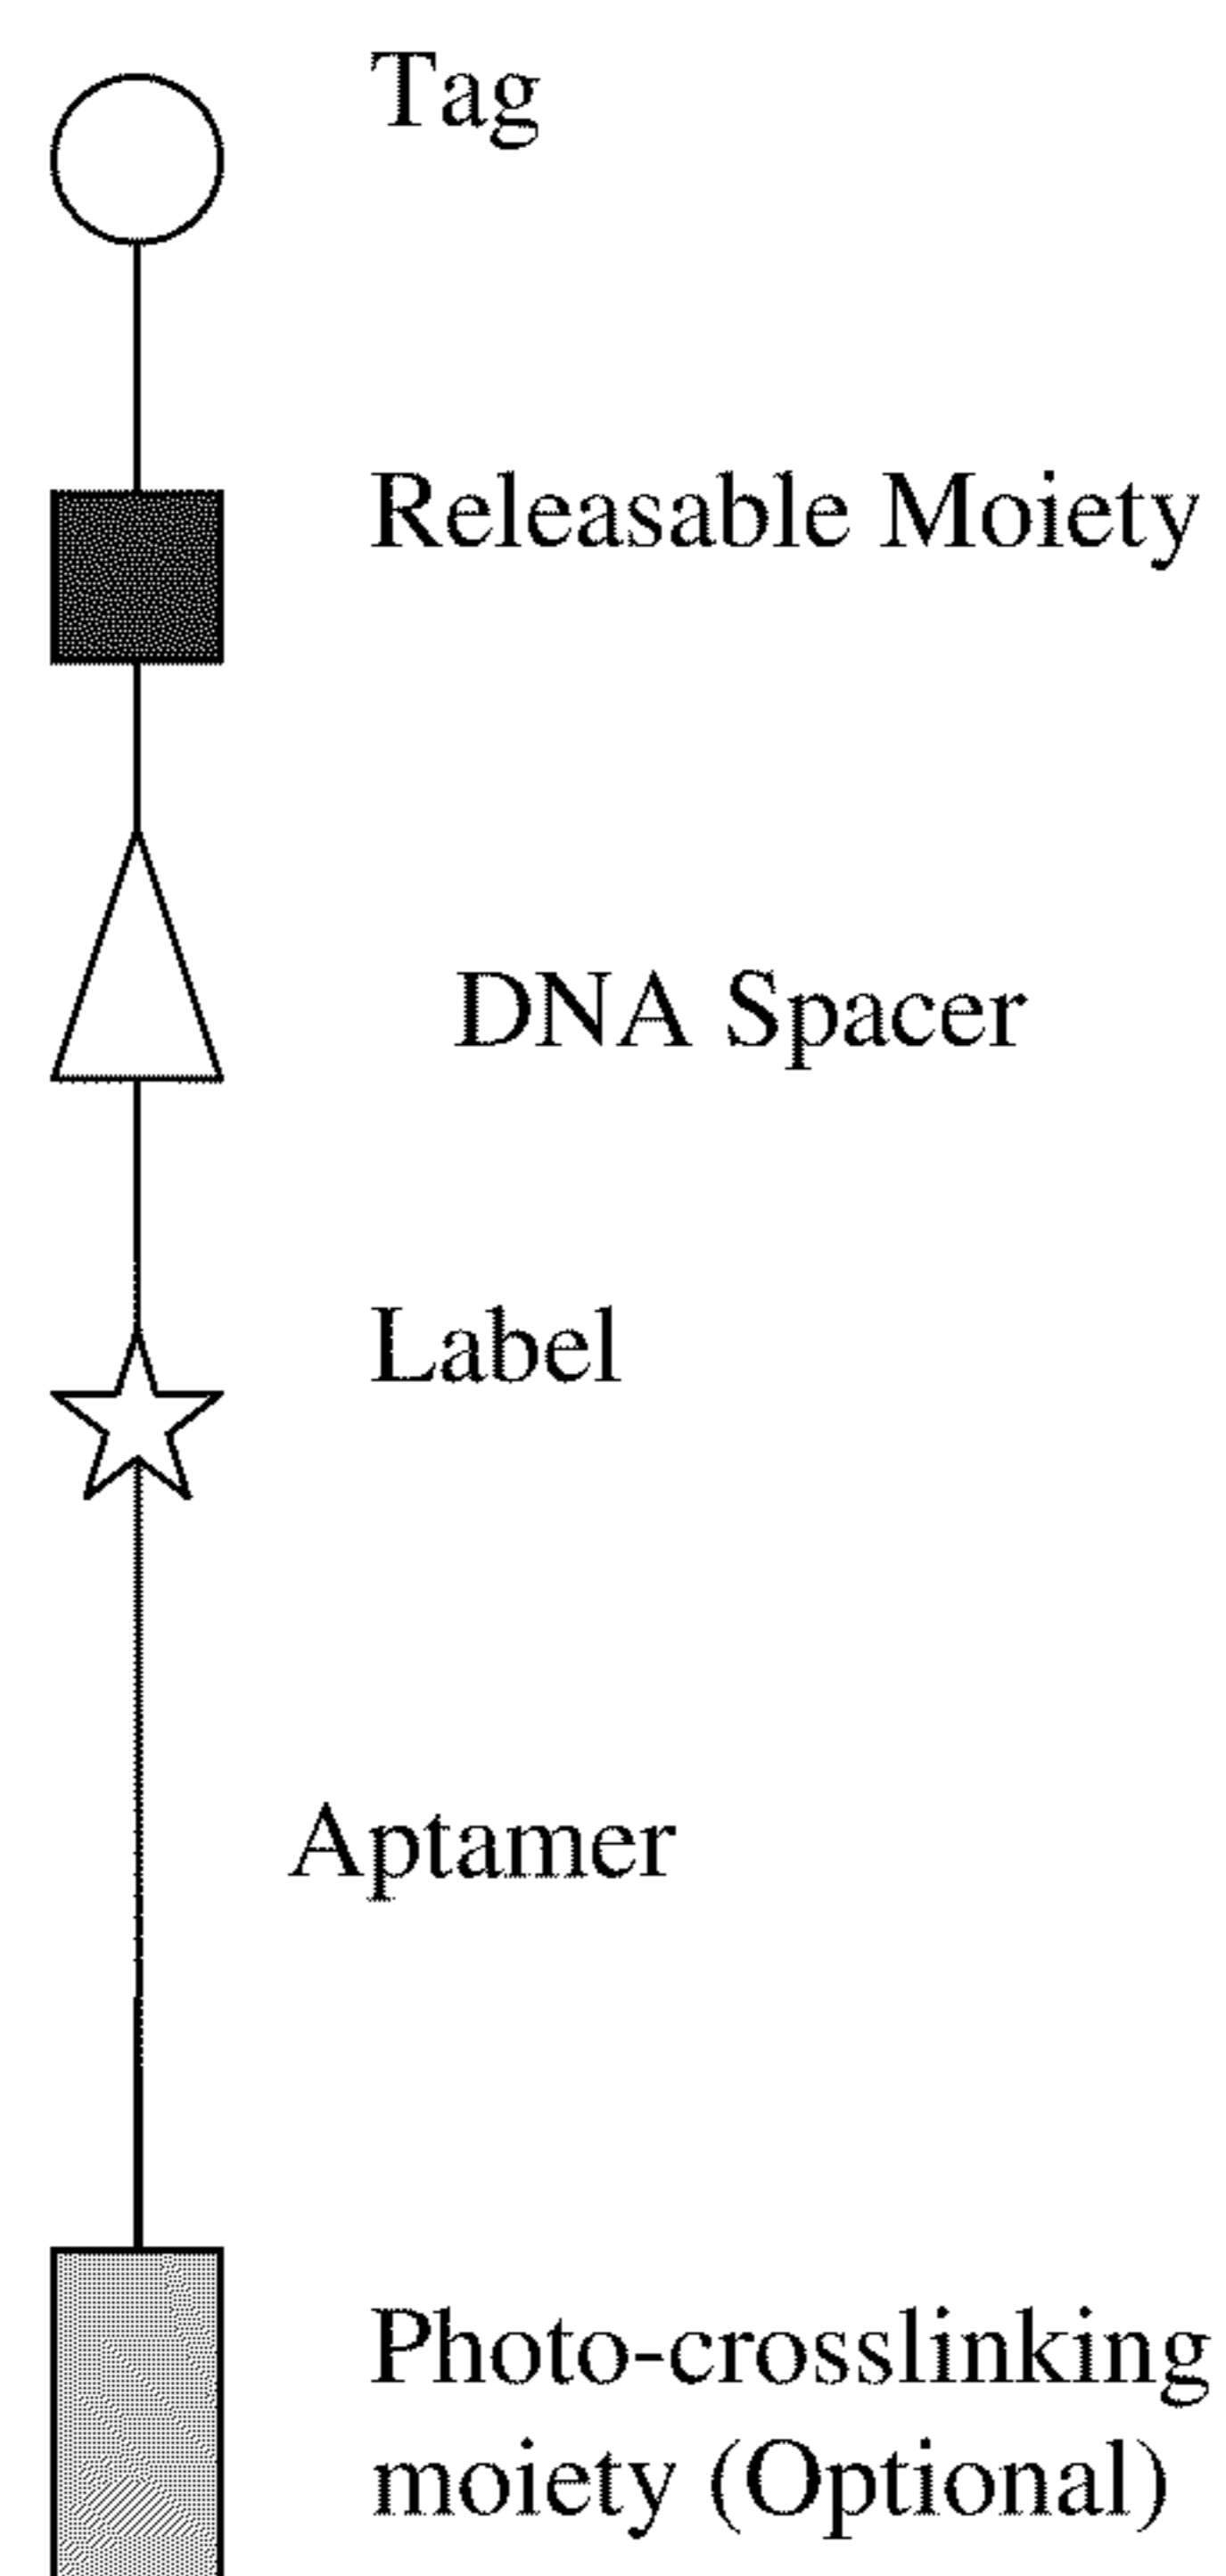 Tag
Releasable Moiety
DNA Spacer
Label
Aptamer
Photo-crosslinking
moiety (Optional)